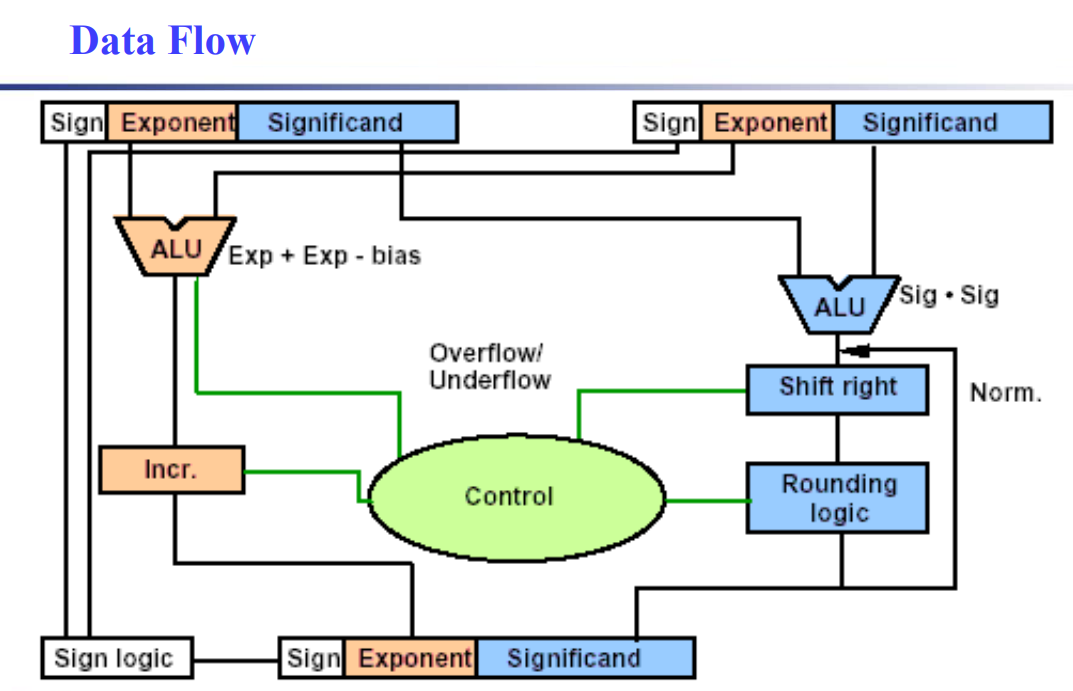 Data Flow
Sign Exponent Significand
Sign Exponent Significand
ALU
Exp + Exp - bias
ALU
Sig • Sig
Overflow/
Underflow
Shift right
Norm.
Incr.
Control
Rounding
logic
Sign logic
Sign Exponent Significand